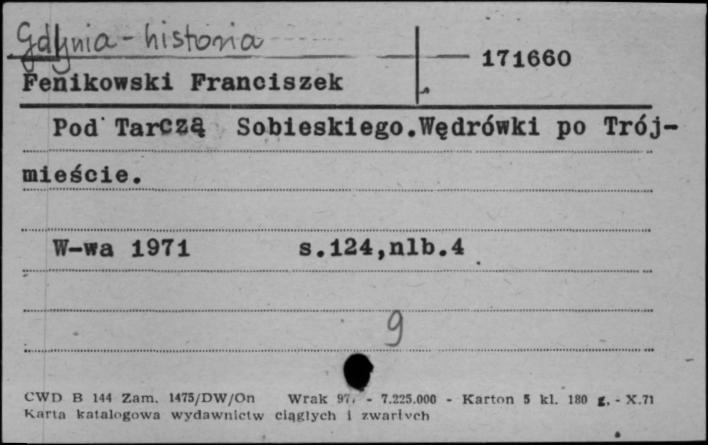 Gdynia - historia
171660
Fenikowski Franciszek
Pod Tarczą Sobieskiego.Wędrówki po Trój-
mieście.
W-wa 1971 s.124,nlb.4
9
CWD B 144 Zam. 1475/DW/On Wrak 97. - 7.225.000 - Karton 5 kl. 180 g. - X.71
Karta katalogowa wydawnictw ciągłych i zwartych